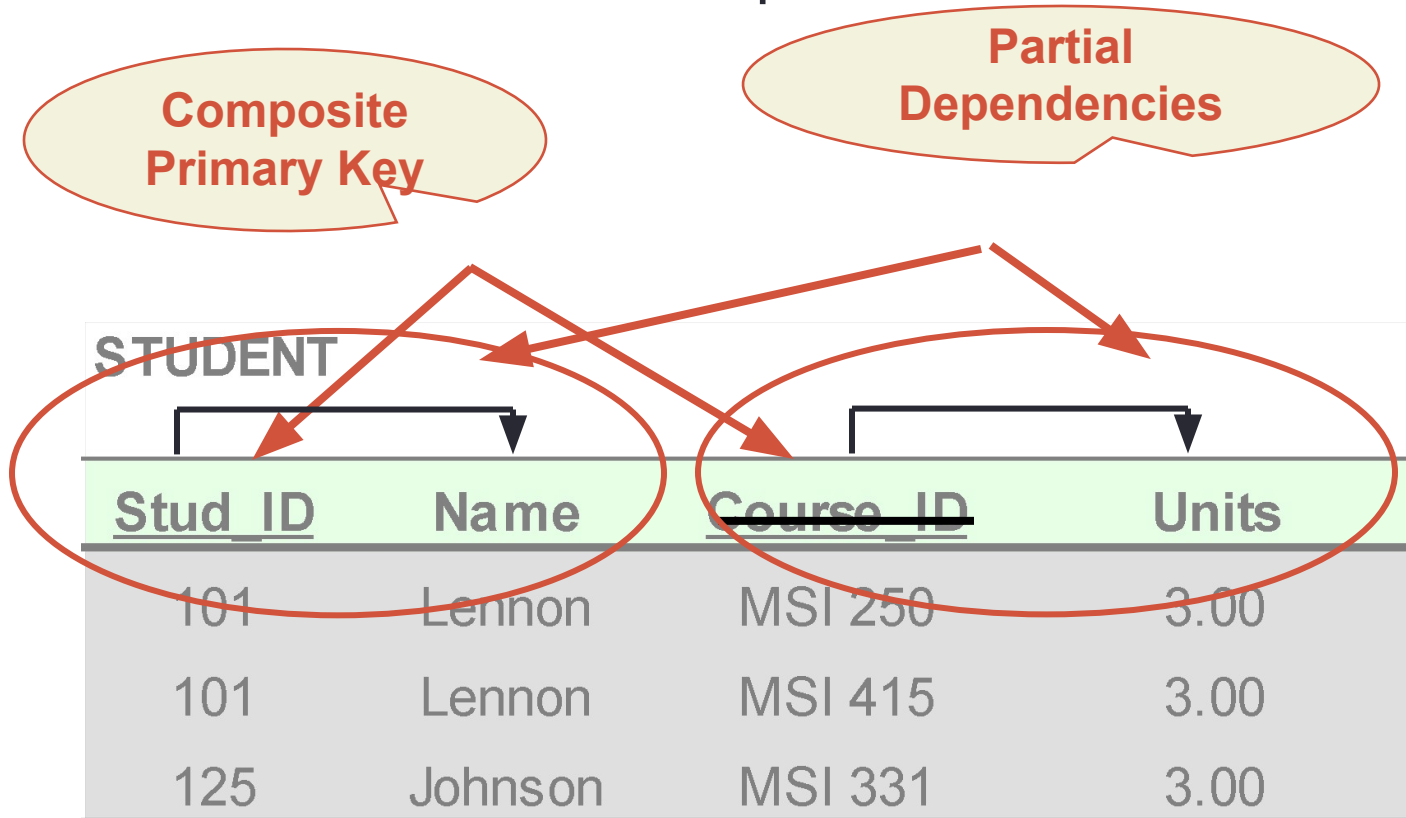 Partial
Dependencies
Composite
Primary Key
STUDENT
Stud_ID Name Course_ID Units
101 Lennon MSI 250 3.00
101 Lennon MSI 415 3.00
125 Johnson MSI 331 3.00